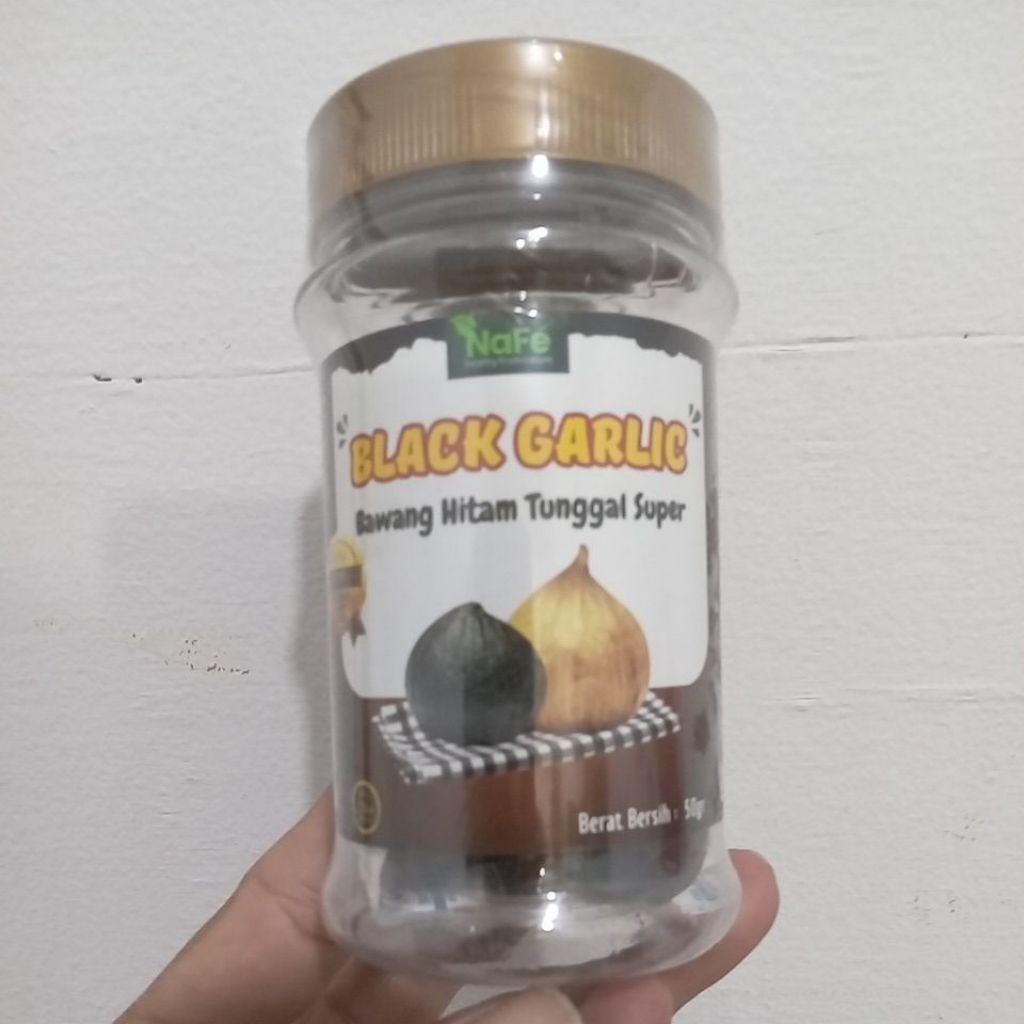 NaFe
BLACK GARLIC
Bawang Hitam Tunggal Super
Berat Bersih : 50gr